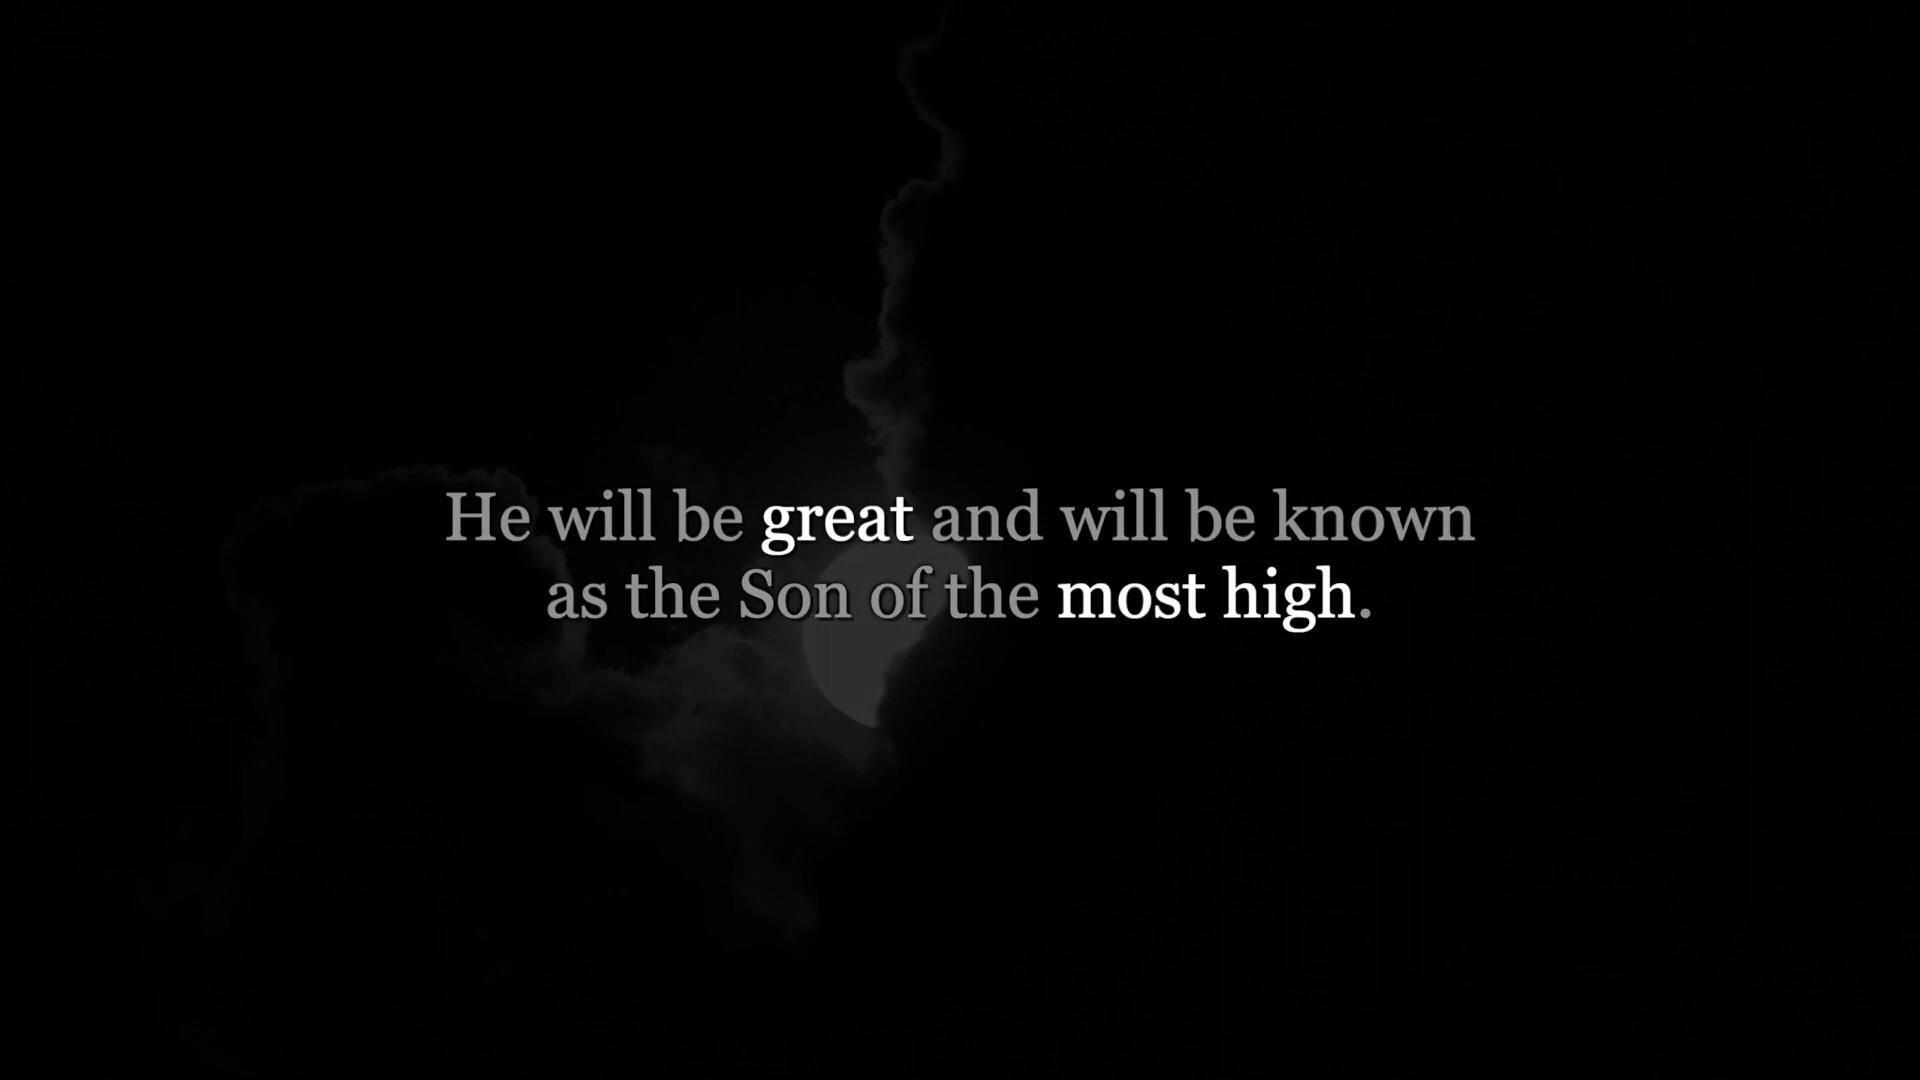 He will be great and will be known
as the Son of the most high.